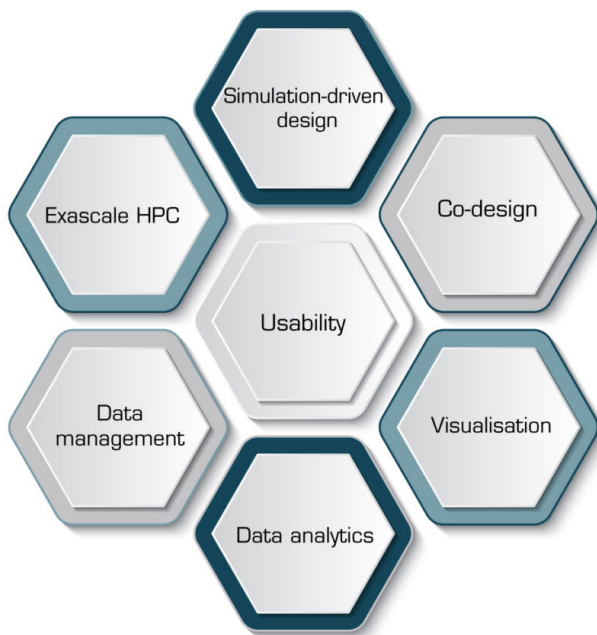 Simulation-driven
design
Exascale HPC
Co-design
Usability
Data
management
Visualisation
Data analytics